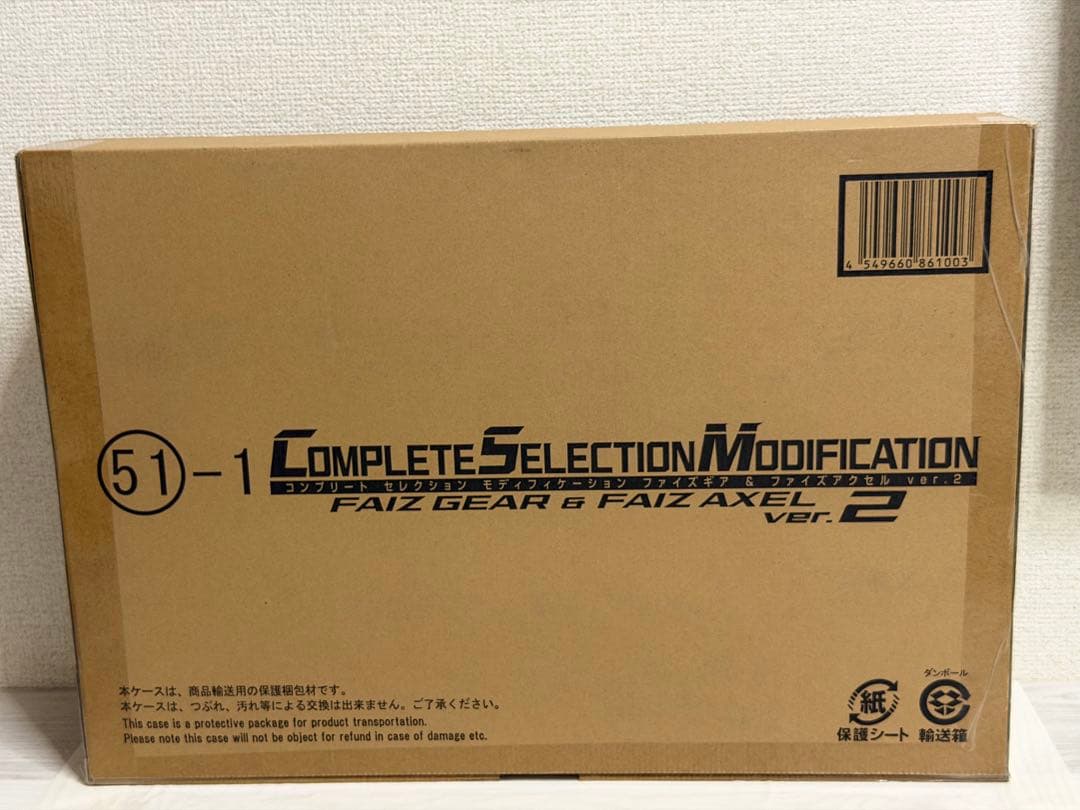 4 549660 861003
51-1 COMPLETE SELECTION MODIFICATION
コンプリート セレクション モディフィケーション ファイズギア & ファイズアクセル ver.2
FAIZ GEAR & FAIZ AXEL
ver.2
本ケースは、商品輸送用の保護梱包材です。
本ケースは、つぶれ、汚れ等による交換は出来ません。ご了承ください。
This case is a protective package for product transportation.
Please note this case will not be object for refund in case of damage etc.
紙
保護シート
ダンボール
輸送箱